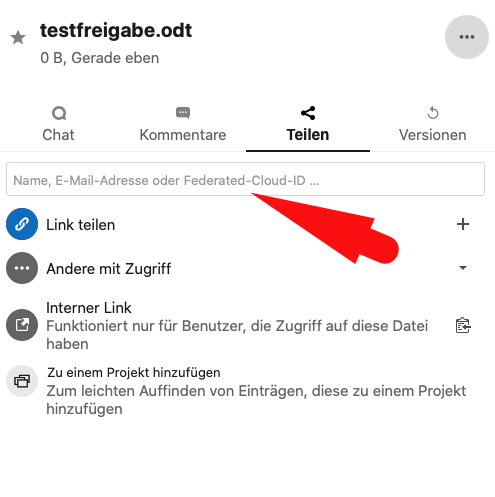 testfreigabe.odt
0 B, Gerade eben
Chat
Kommentare
Teilen
Versionen
Name, E-Mail-Adresse oder Federated-Cloud-ID ...
Link teilen
Andere mit Zugriff
Interner Link
Funktioniert nur für Benutzer, die Zugriff auf diese Datei
haben
Zu einem Projekt hinzufügen
Zum leichten Auffinden von Einträgen, diese zu einem Projekt
hinzufügen